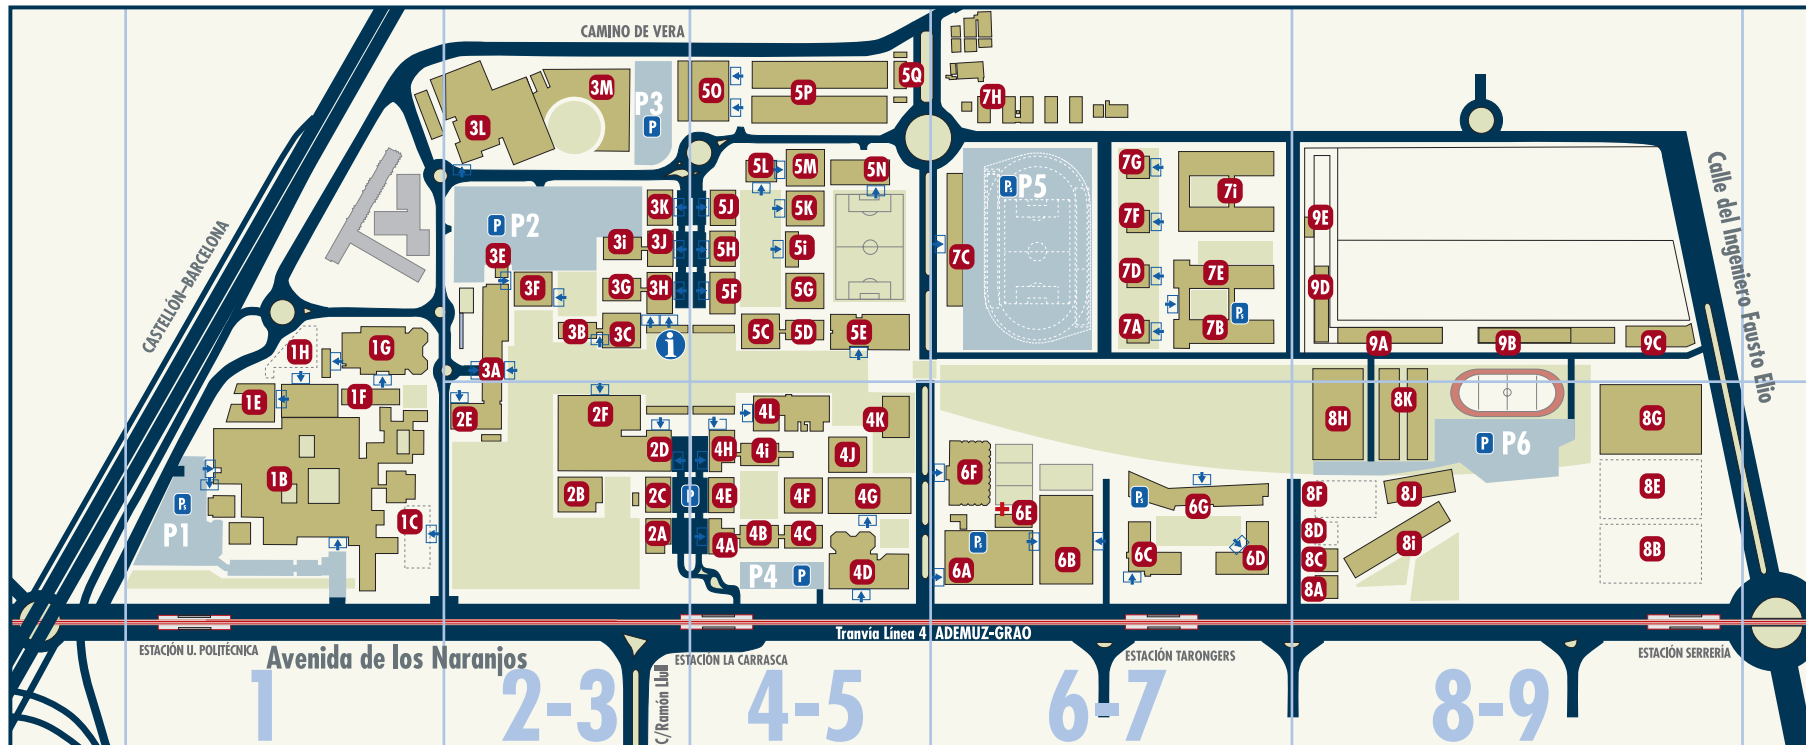 CAMINO DE VERA
5Q
3M
5O
5P
7H
P3
P
3L
7G
5L
5M
5N
P
P5
7i
3K
5J
5K
7F
9E
P
P2
3i
3J
5H
5i
3E
7C
7D
7E
3F
3G
3H
5F
5G
9D
P
3B
3C
5C
5D
5E
7A
7B
i
9A
9B
9C
1H
1G
3A
1E
1F
2E
2F
4L
4K
8H
8K
8G
2D
4H
4i
4J
P
P6
6F
1B
P
2B
2C
P
4E
4F
4G
P
6G
8F
8J
8E
6E
P1
1C
2A
4A
4B
4C
P
6C
6D
8D
8i
8B
P4
P
4D
6A
6B
8C
8A
CASTELLÓN-BARCELONA
Calle del Ingeniero Fausto Elio
Tranvía Línea 4 ADEMUZ-GRAO
ESTACIÓN U. POLITÉCNICA
Avenida de los Naranjos
C/Ramón Llull
ESTACIÓN LA CARRASCA
ESTACIÓN TARONGERS
ESTACIÓN SERRERÍA
1
2-3
4-5
6-7
8-9